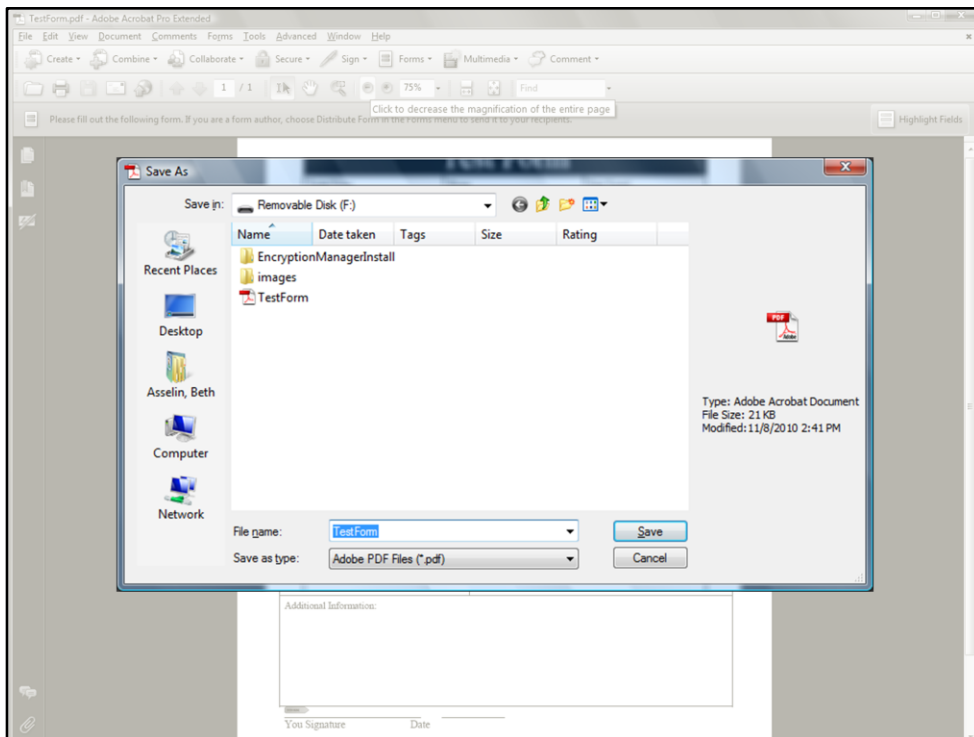 TestForm.pdf - Adobe Acrobat Pro Extended
File Edit View Document Comments Forms Tools Advanced Window Help
Create Combine Collaborate Secure Sign Forms Multimedia Comment
1 / 1 75% Find
Click to decrease the magnification of the entire page
Please fill out the following form. If you are a form author, choose Distribute Form in the Forms menu to send it to your recipients. Highlight Fields
Test Form
Save As
Save in: Removable Disk (F:)
Name Date taken Tags Size Rating
EncryptionManagerInstall
images
TestForm
Recent Places
Desktop
Asselin, Beth
Computer
Network
PDF
Adobe
Type: Adobe Acrobat Document
File Size: 21 KB
Modified: 11/8/2010 2:41 PM
File name: TestForm Save
Save as type: Adobe PDF Files (*.pdf) Cancel
Additional Information:
You Signature Date